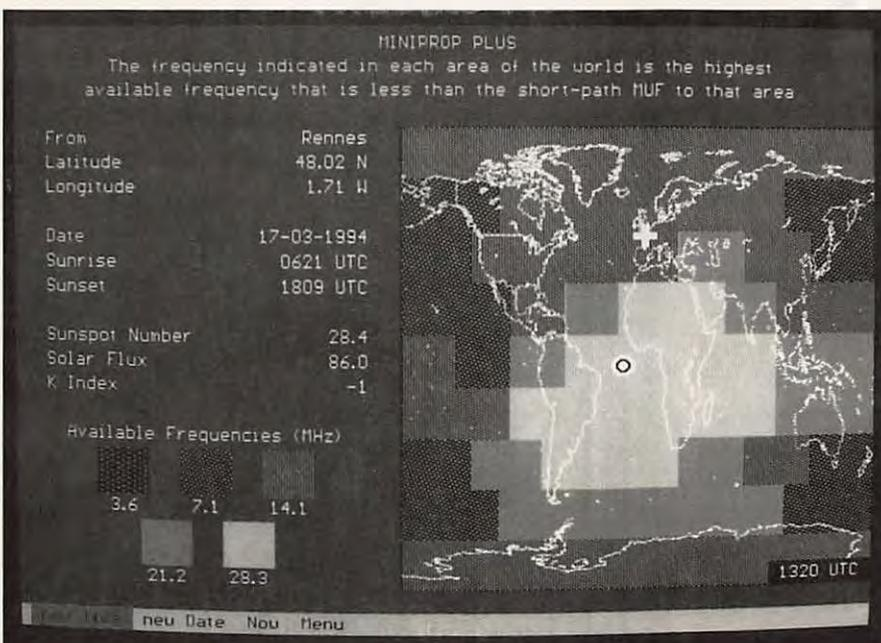 MINIPROP PLUS
The frequency indicated in each area of the world is the highest
available frequency that is less than the short-path MUF to that area
From Rennes
Latitude 48.02 N
Longitude 1.71 W
Date 17-03-1994
Sunrise 0621 UTC
Sunset 1809 UTC
Sunspot Number 28.4
Solar Flux 86.0
K Index -1
Available Frequencies (MHz)
3.6 7.1 14.1
21.2 28.3
1320 UTC
new Date Now Menu